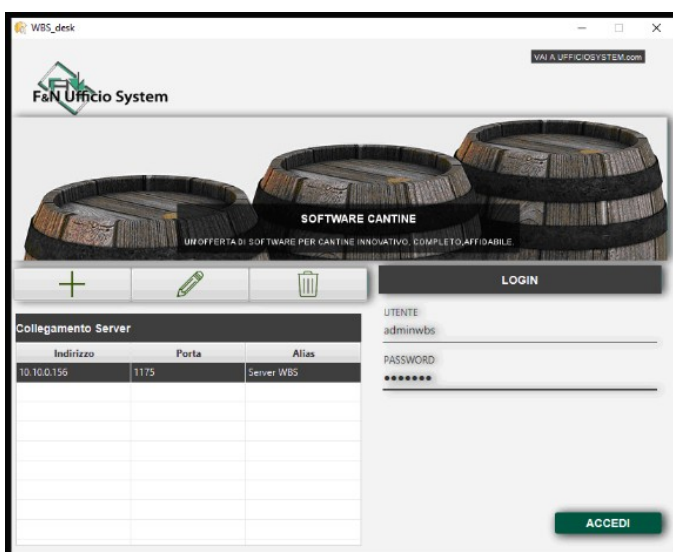 WBS_desk
VAI A UFFICIOSYSTEM.com
F&N Ufficio System
SOFTWARE CANTINE
UN'OFFERTA DI SOFTWARE PER CANTINE INNOVATIVO, COMPLETO,AFFIDABILE.
LOGIN
UTENTE
adminwbs
PASSWORD
•••••••
Collegamento Server
Indirizzo Porta Alias
10.10.0.156 1175 Server WBS
ACCEDI